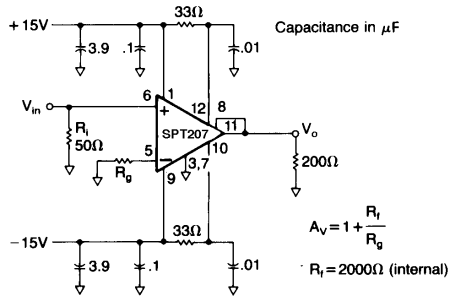 33Ω
+15V
Capacitance in μF
3.9
.1
.01
V_in
6
1
12
8
+
SPT207
11
V_o
R_i
50Ω
5
−
3,7
10
R_g
9
200Ω
33Ω
−15V
3.9
.1
.01
A_v = 1 + R_f / R_g
R_f = 2000Ω (internal)